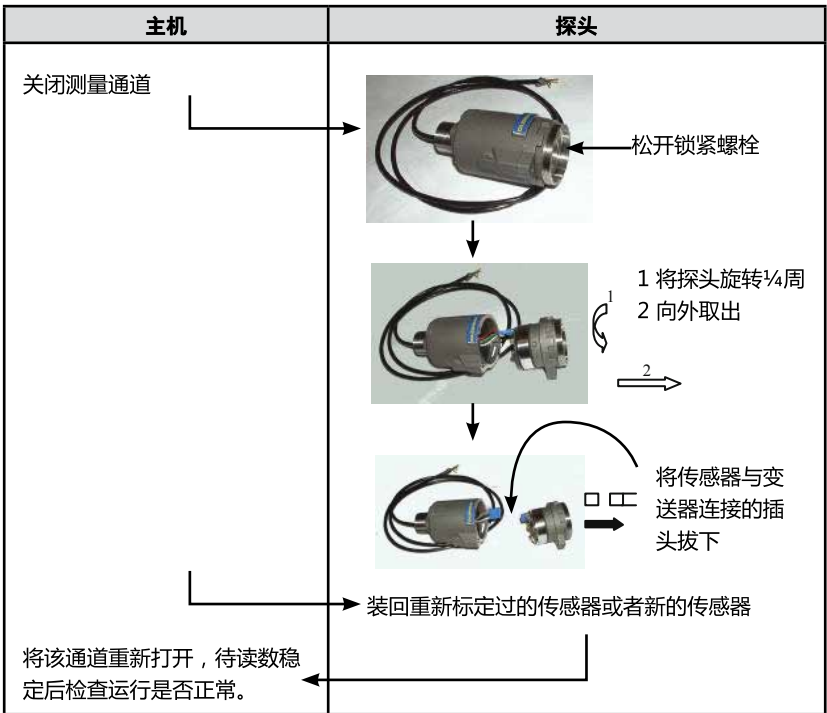 主机
探头
关闭测量通道
松开锁紧螺栓
1 将探头旋转¼周
2 向外取出
1
2
将传感器与变
送器连接的插
头拔下
装回重新标定过的传感器或者新的传感器
将该通道重新打开，待读数稳
定后检查运行是否正常。